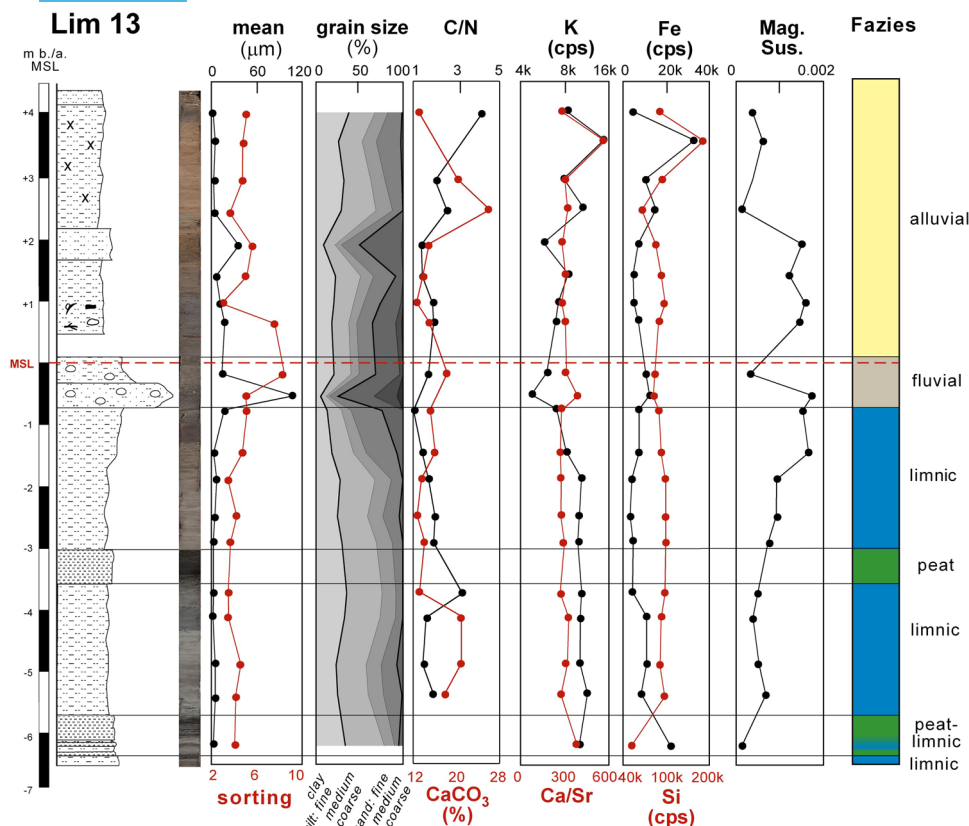 Lim 13
m b./a.
MSL
mean
(μm)
grain size
(%)
C/N
K
(cps)
Fe
(cps)
Mag.
Sus.
Fazies
0 60 120
0 50 100
1 3 5
4k 8k 16k
0 20k 40k
0 0.002
+4
+3
+2
+1
MSL
-1
-2
-3
-4
-5
-6
-7
x
x
x
x
alluvial
fluvial
limnic
peat
limnic
peat-
limnic
limnic
2 6 10
sorting
clay
silt: fine
medium
coarse
sand: fine
medium
coarse
12 20 28
CaCO3
(%)
0 300 600
Ca/Sr
40k 100k 200k
Si
(cps)